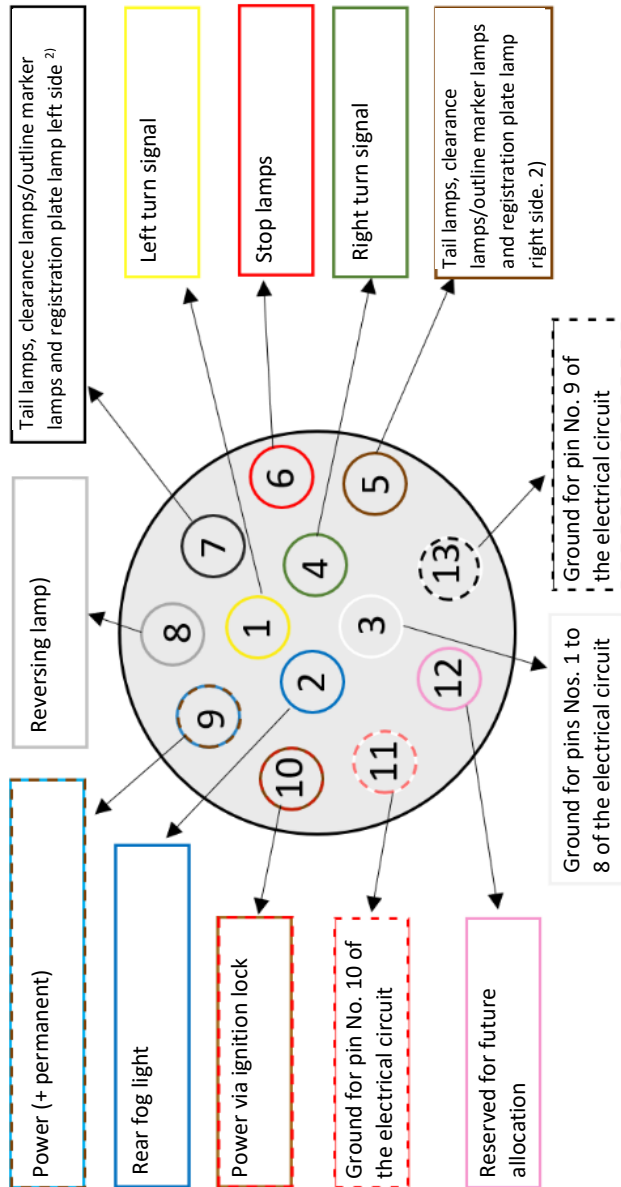 Power (+ permanent)
Rear fog light
Power via ignition lock
Ground for pin No. 10 of
the electrical circuit
Reserved for future
allocation
Reversing lamp)
8
9
7
1
6
10
2
4
3
5
11
12
13
Ground for pins Nos. 1 to
8 of the electrical circuit
Ground for pin No. 9 of
the electrical circuit
Tail lamps, clearance lamps/outline marker
lamps and registration plate lamp left side ²⁾
Left turn signal
Stop lamps
Right turn signal
Tail lamps, clearance
lamps/outline marker lamps
and registration plate lamp
right side. 2)